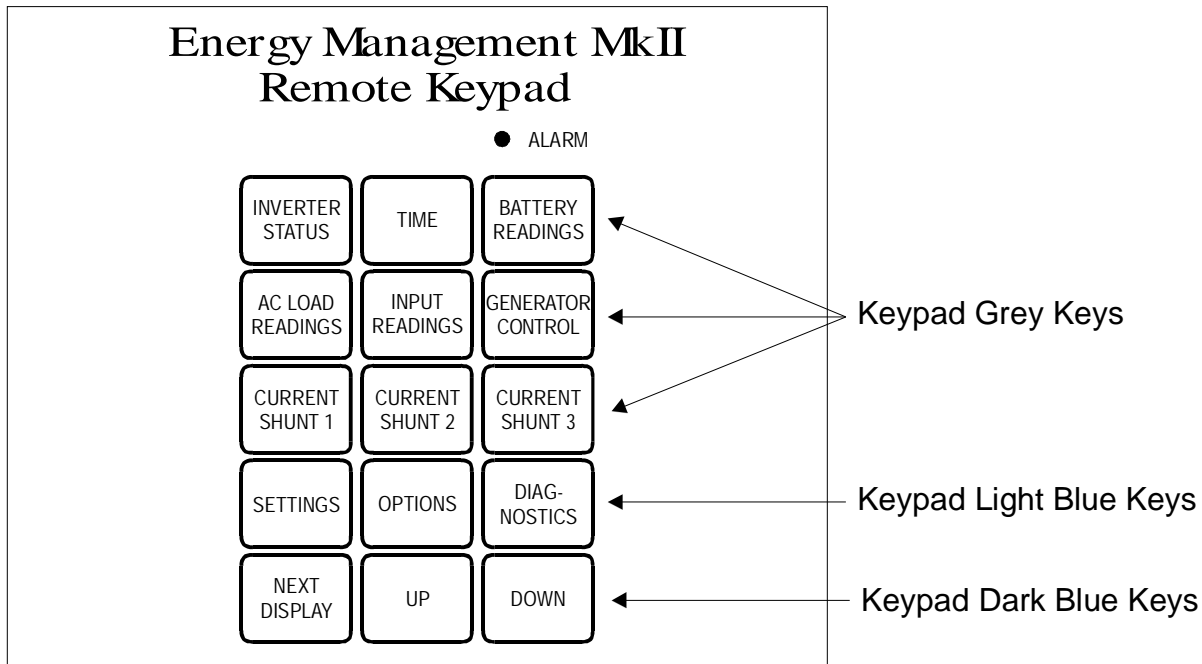 Energy Management MkII
Remote Keypad
ALARM
INVERTER
STATUS
TIME
BATTERY
READINGS
AC LOAD
READINGS
INPUT
READINGS
GENERATOR
CONTROL
Keypad Grey Keys
CURRENT
SHUNT 1
CURRENT
SHUNT 2
CURRENT
SHUNT 3
SETTINGS
OPTIONS
DIAG-
NOSTICS
Keypad Light Blue Keys
NEXT
DISPLAY
UP
DOWN
Keypad Dark Blue Keys